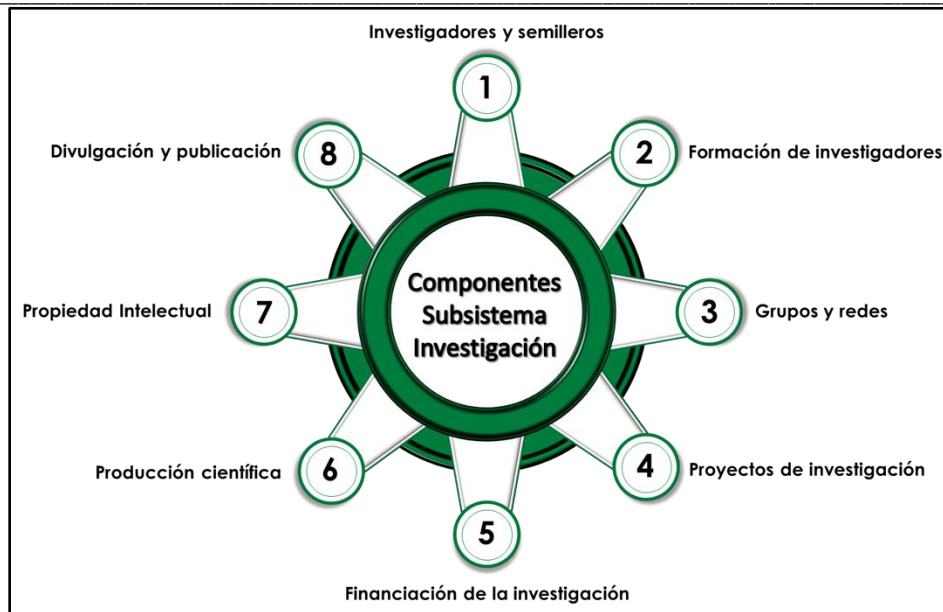 Investigadores y semilleros
1
2
Formación de investigadores
3
Grupos y redes
4
Proyectos de investigación
5
Financiación de la investigación
6
Producción científica
7
Propiedad Intelectual
8
Divulgación y publicación
Componentes
Subsistema
Investigación